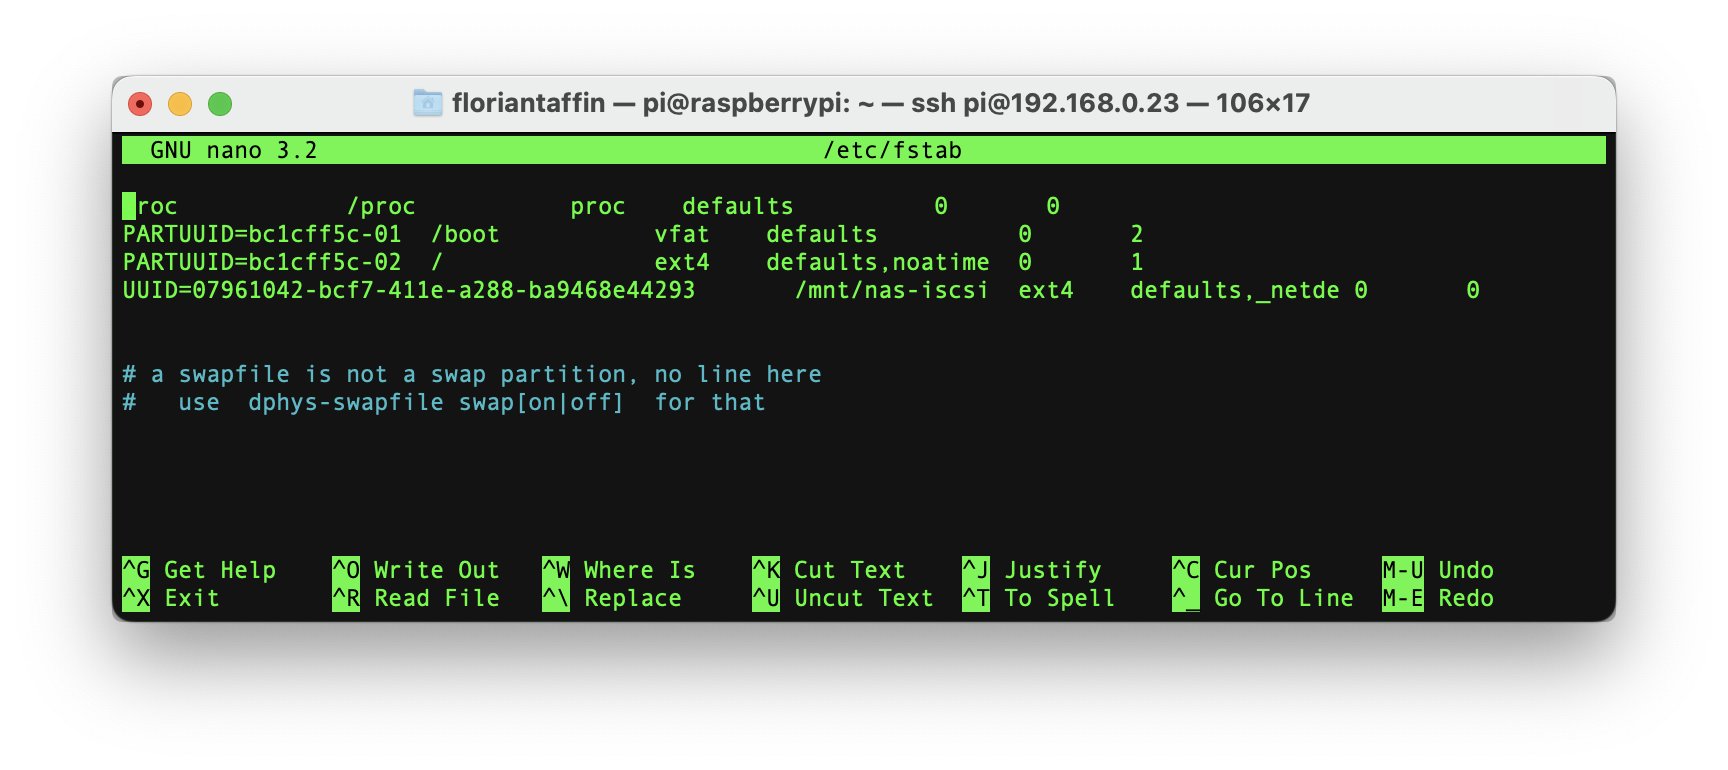 floriantaffin — pi@raspberrypi: ~ — ssh pi@192.168.0.23 — 106×17
GNU nano 3.2 /etc/fstab
roc /proc proc defaults 0 0
PARTUUID=bc1cff5c-01 /boot vfat defaults 0 2
PARTUUID=bc1cff5c-02 / ext4 defaults,noatime 0 1
UUID=07961042-bcf7-411e-a288-ba9468e44293 /mnt/nas-iscsi ext4 defaults,_netde 0 0
# a swapfile is not a swap partition, no line here
# use dphys-swapfile swap[on|off] for that
^G Get Help ^O Write Out ^W Where Is ^K Cut Text ^J Justify ^C Cur Pos M-U Undo
^X Exit ^R Read File ^\ Replace ^U Uncut Text ^T To Spell ^_ Go To Line M-E Redo